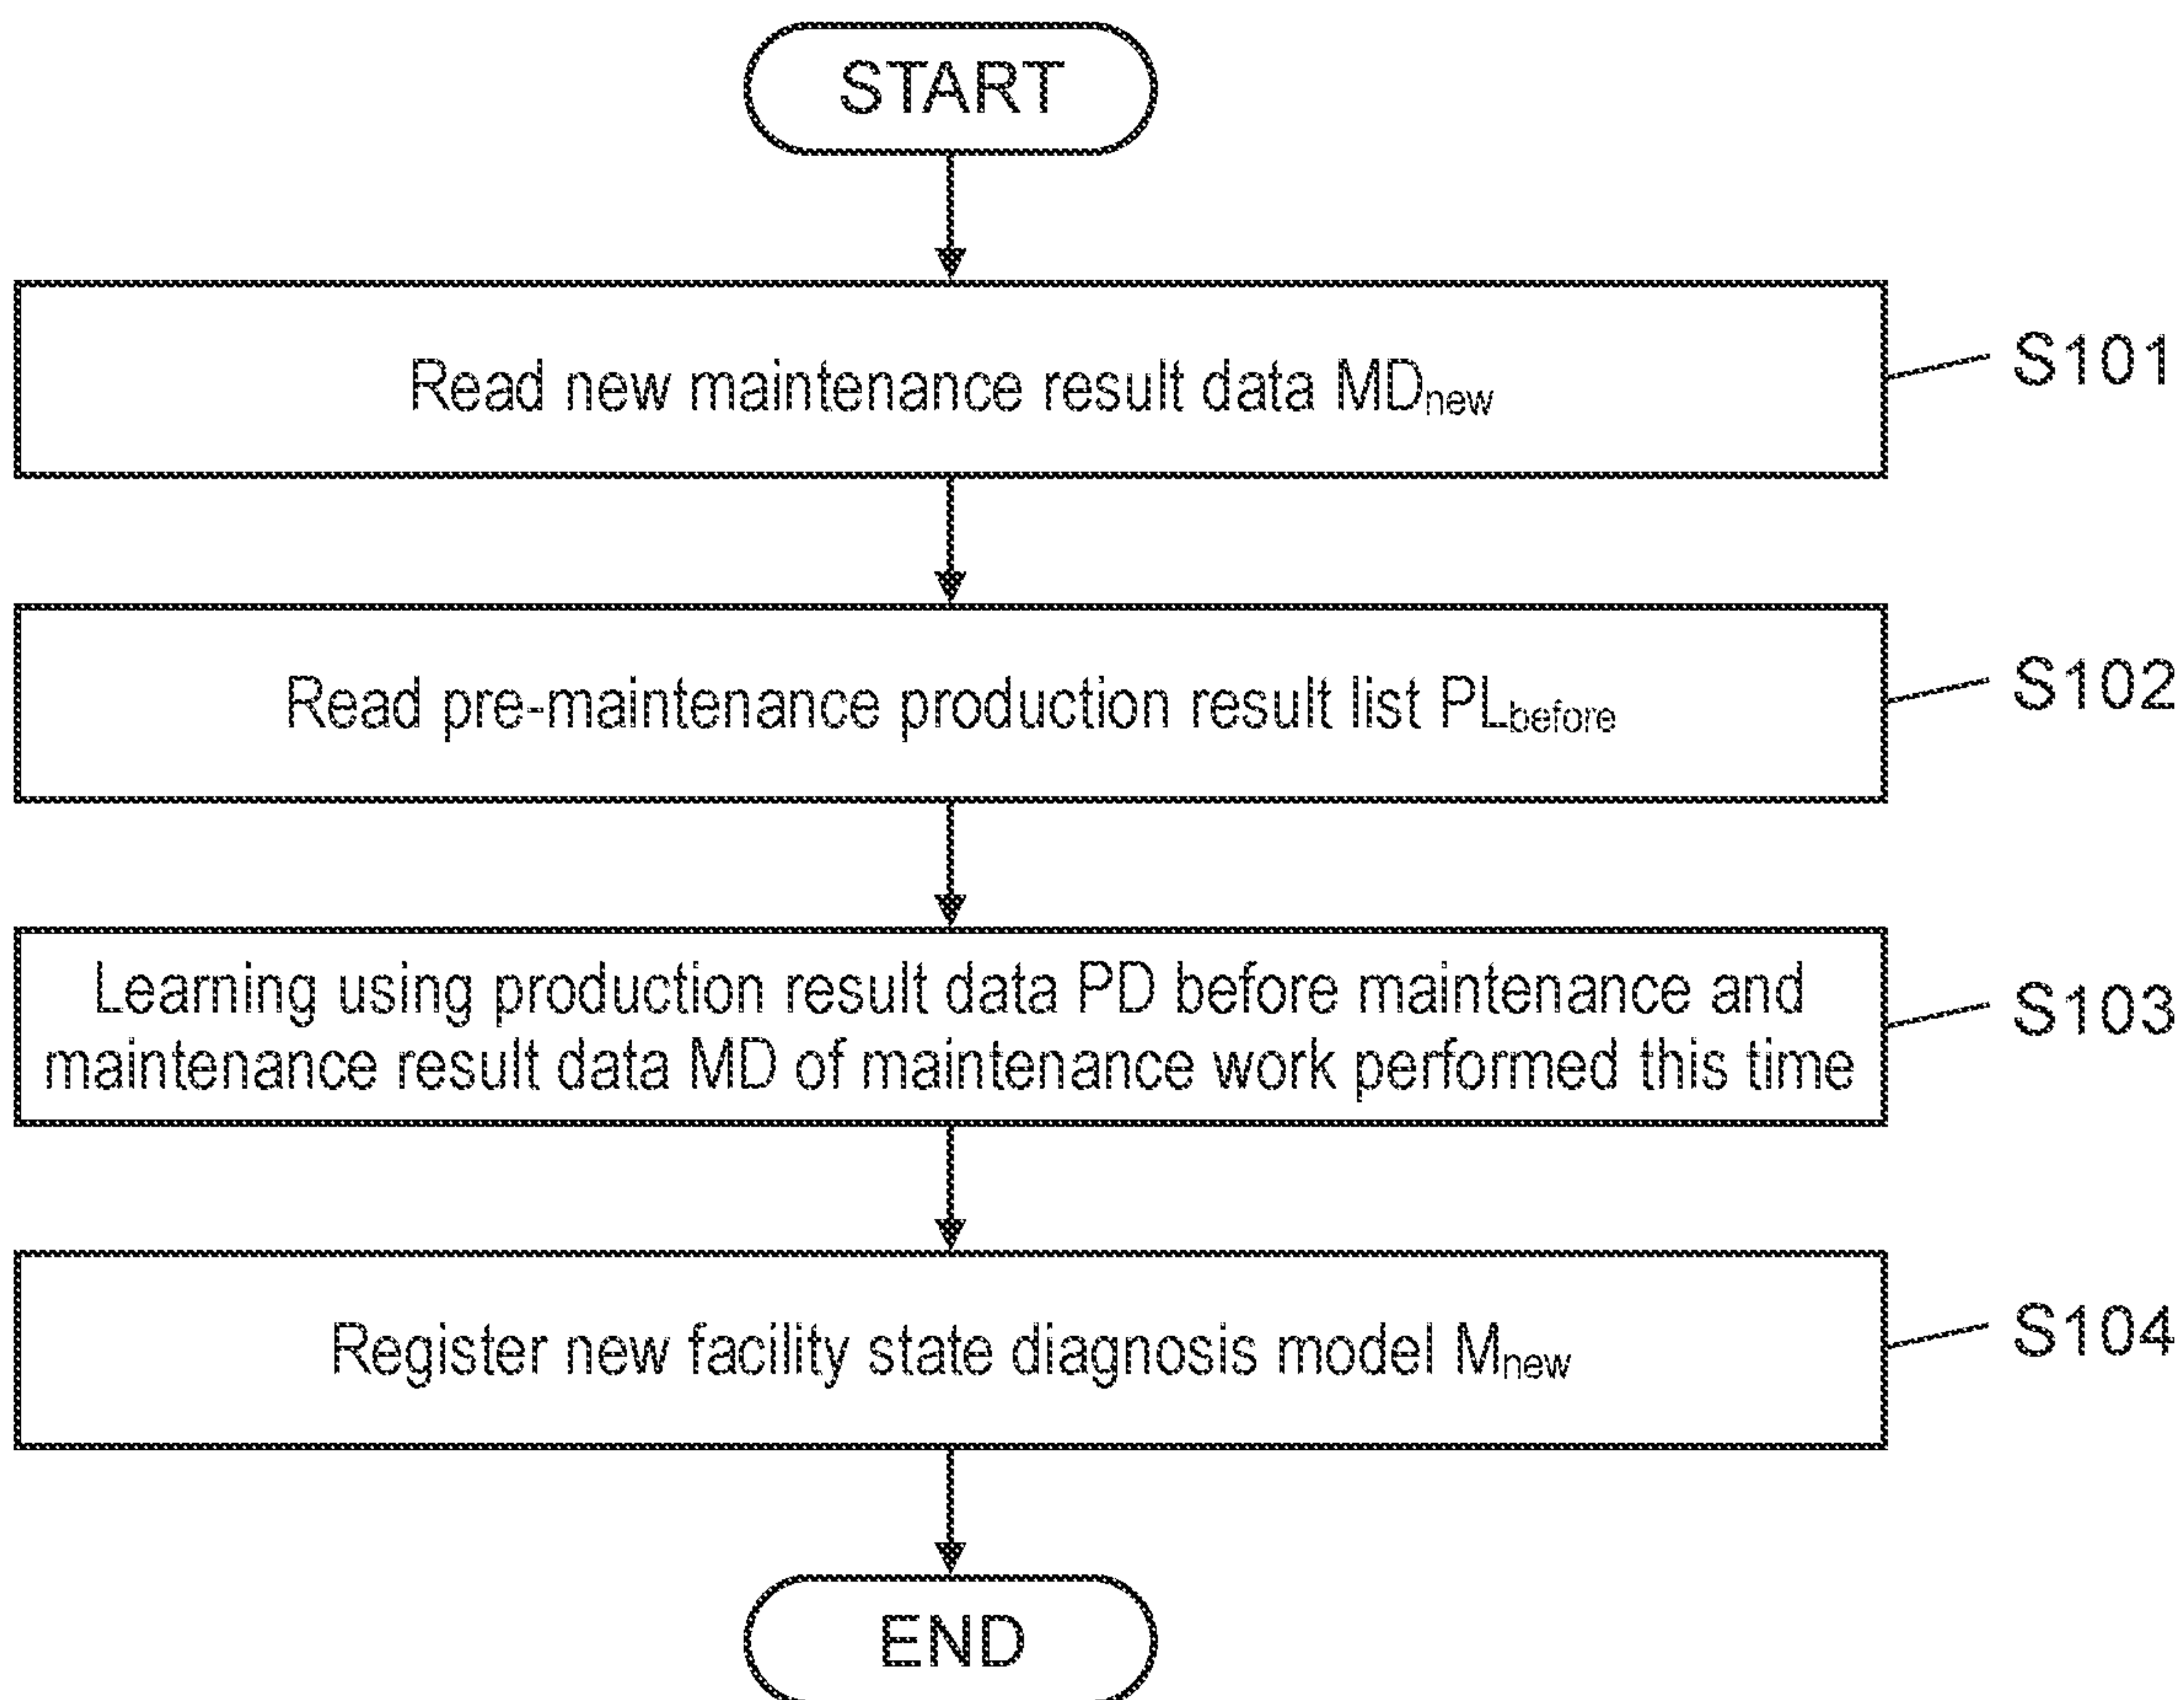 START
Read new maintenance result data MDnew
S101
Read pre-maintenance production result list PLbefore
S102
Learning using production result data PD before maintenance and
maintenance result data MD of maintenance work performed this time
S103
Register new facility state diagnosis model Mnew
S104
END